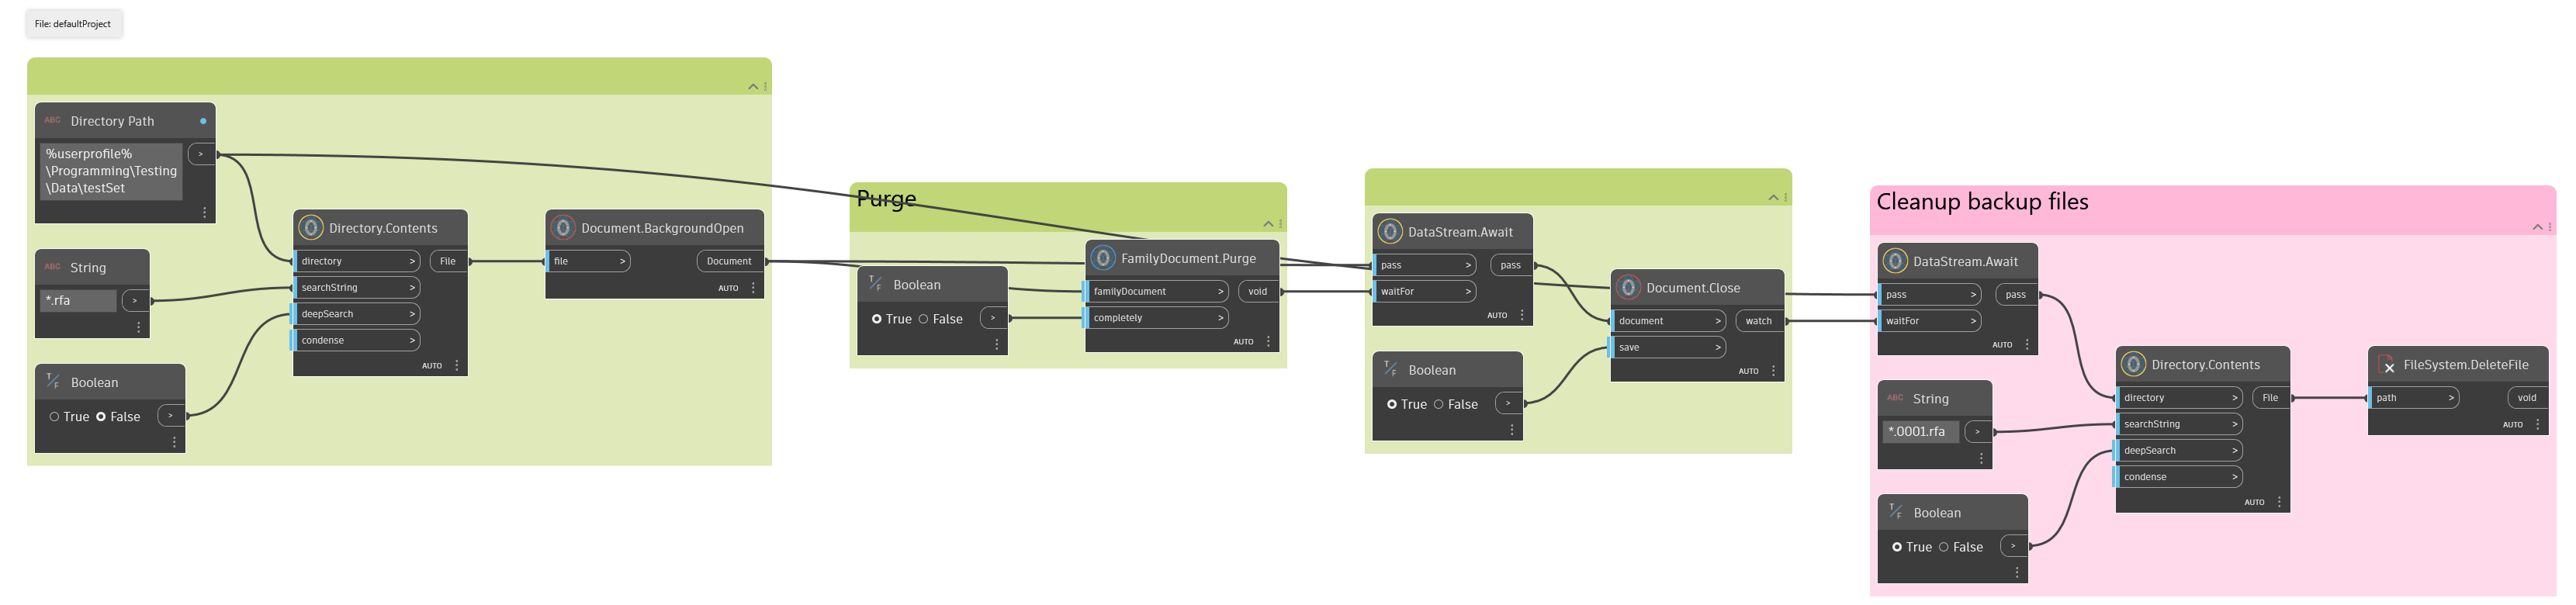 File: defaultProject
Directory Path
%userprofile%
\Programming\Testing
\Data\testSet
>
String
*.rfa
>
Boolean
True False
>
Directory.Contents
directory > File
searchString >
deepSearch >
condense >
AUTO
Document.BackgroundOpen
file > Document
AUTO
Purge
Boolean
True False
>
FamilyDocument.Purge
familyDocument > void
completely >
AUTO
DataStream.Await
pass > pass
waitFor >
AUTO
Boolean
True False
>
Document.Close
document > watch
save >
AUTO
Cleanup backup files
DataStream.Await
pass > pass
waitFor >
AUTO
String
*.0001.rfa
>
Boolean
True False
>
Directory.Contents
directory > File
searchString >
deepSearch >
condense >
AUTO
FileSystem.DeleteFile
path > void
AUTO